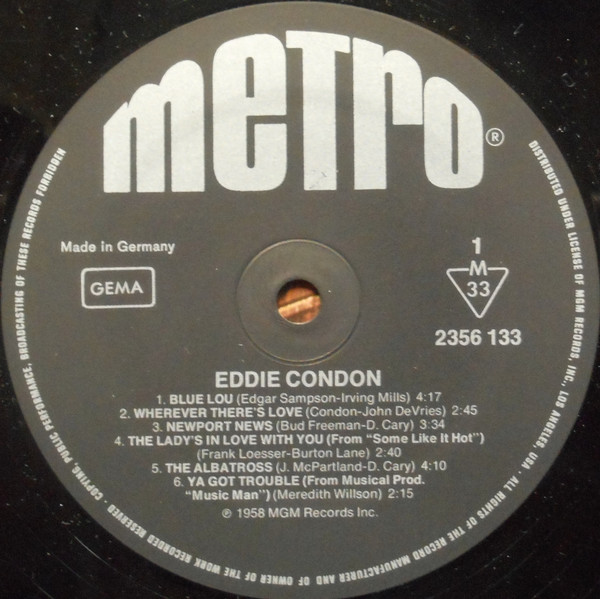 metro®
Made in Germany
GEMA
1
M
33
2356 133
EDDIE CONDON
1. BLUE LOU (Edgar Sampson-Irving Mills) 4:17
2. WHEREVER THERE'S LOVE (Condon-John DeVries) 2:45
3. NEWPORT NEWS (Bud Freeman-D. Cary) 3:34
4. THE LADY'S IN LOVE WITH YOU (From "Some Like It Hot")
(Frank Loesser-Burton Lane) 2:40
5. THE ALBATROSS (J. McPartland-D. Cary) 4:10
6. YA GOT TROUBLE (From Musical Prod.
"Music Man") (Meredith Willson) 2:15
℗ 1958 MGM Records Inc.
DISTRIBUTED UNDER LICENSE OF MGM RECORDS, INC., LOS ANGELES, USA · ALL RIGHTS OF THE RECORD MANUFACTURER AND OF OWNER OF THE WORK RECORDED RESERVED COPYING, PUBLIC PERFORMANCE, BROADCASTING OF THESE RECORDS FORBIDDEN